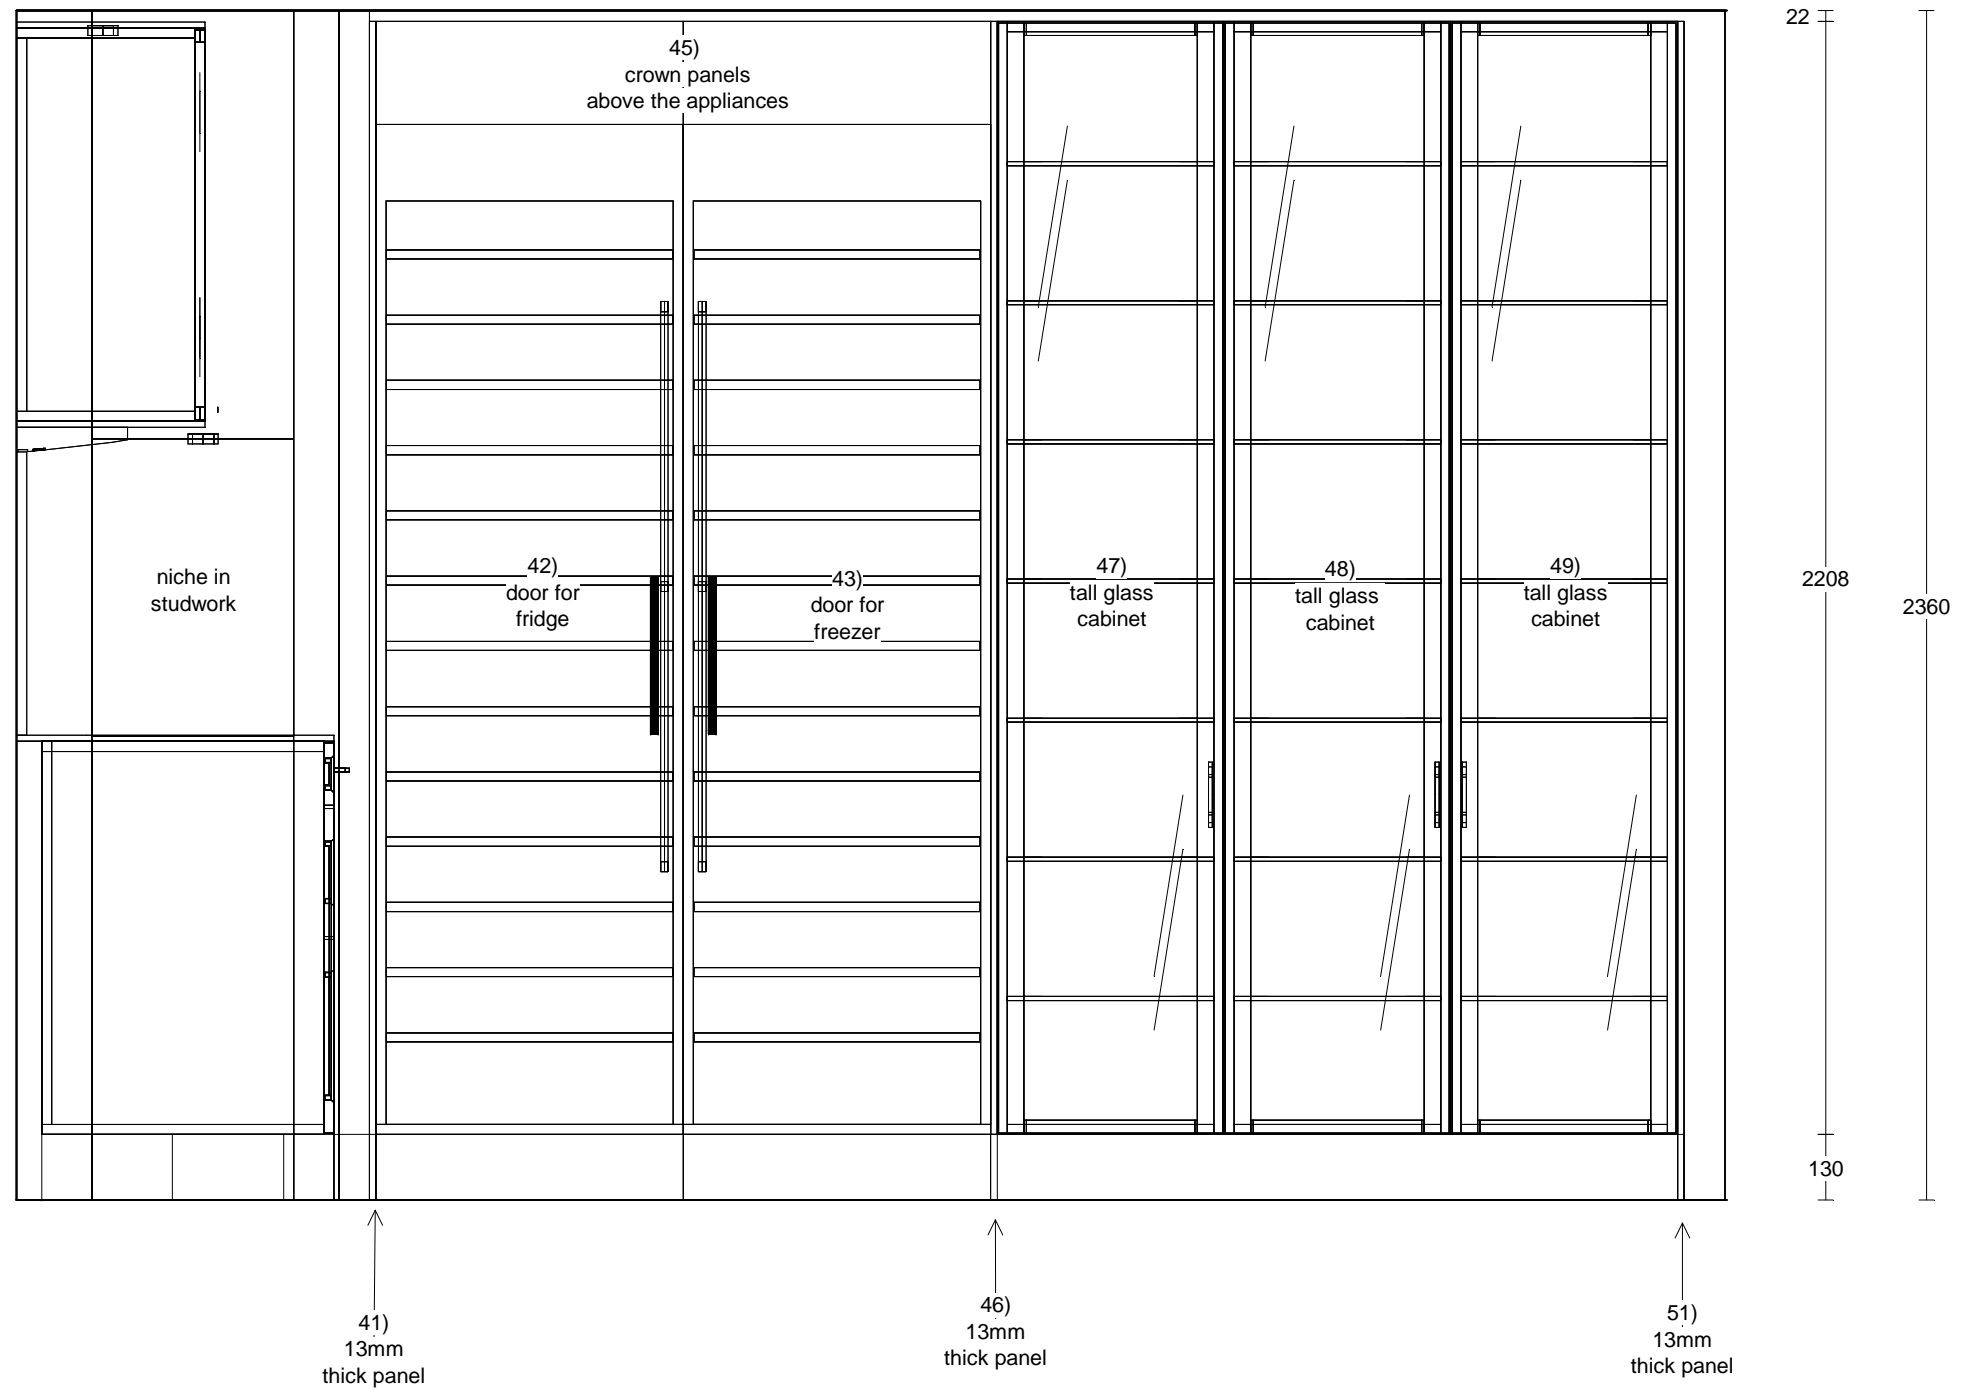 22
45)
crown panels
above the appliances
niche in
studwork
42)
door for
fridge
43)
door for
freezer
47)
tall glass
cabinet
48)
tall glass
cabinet
49)
tall glass
cabinet
2208
2360
130
41)
13mm
thick panel
46)
13mm
thick panel
51)
13mm
thick panel